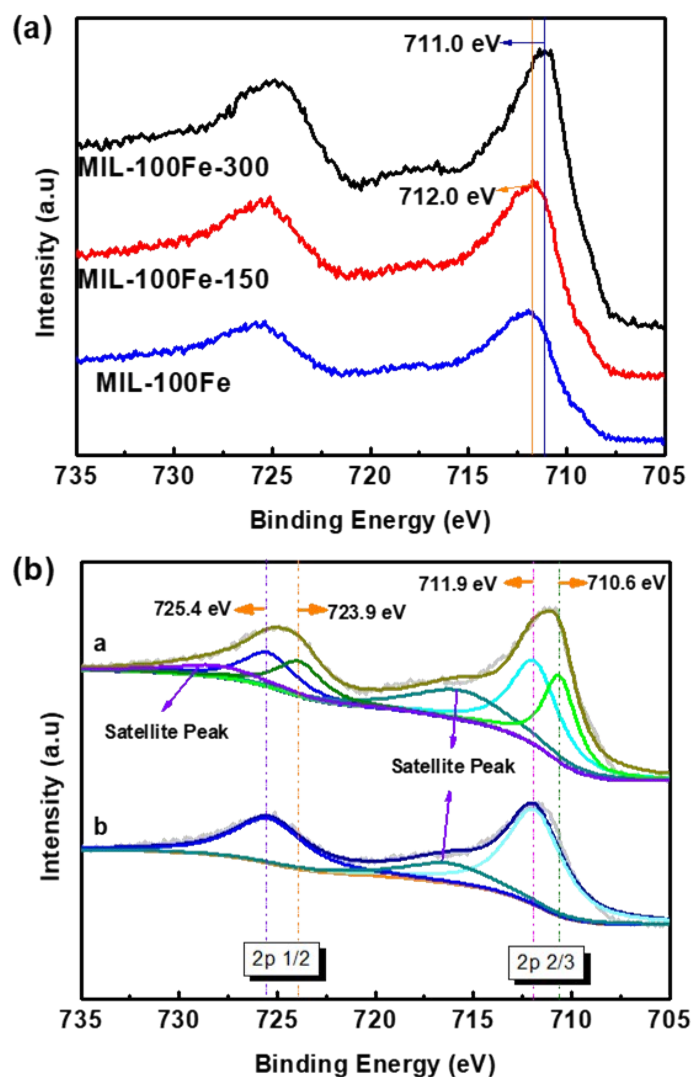 (a)
711.0 eV
MIL-100Fe-300
712.0 eV
MIL-100Fe-150
MIL-100Fe
Intensity (a.u)
735 730 725 720 715 710 705
Binding Energy (eV)
(b)
711.9 eV 710.6 eV
725.4 eV 723.9 eV
a
Satellite Peak
Satellite Peak
b
Intensity (a.u)
2p 1/2 2p 2/3
735 730 725 720 715 710 705
Binding Energy (eV)